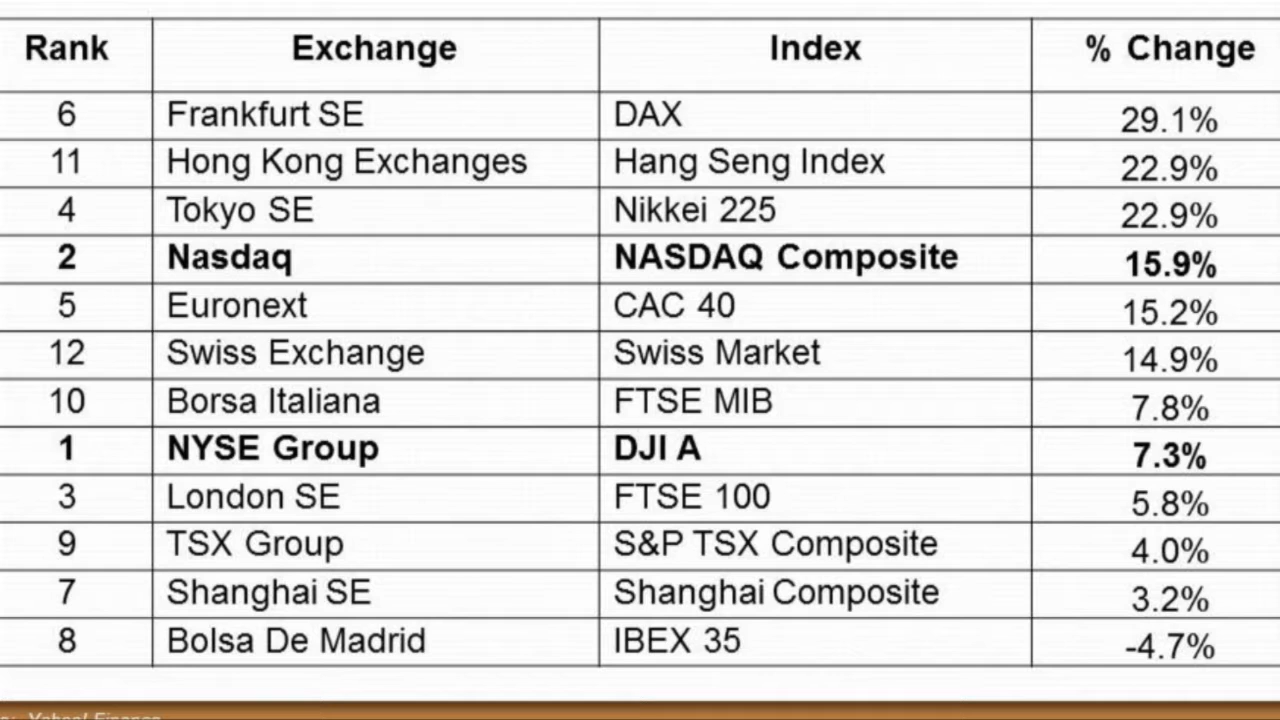 Rank Exchange Index % Change
6 Frankfurt SE DAX 29.1%
11 Hong Kong Exchanges Hang Seng Index 22.9%
4 Tokyo SE Nikkei 225 22.9%
2 Nasdaq NASDAQ Composite 15.9%
5 Euronext CAC 40 15.2%
12 Swiss Exchange Swiss Market 14.9%
10 Borsa Italiana FTSE MIB 7.8%
1 NYSE Group DJI A 7.3%
3 London SE FTSE 100 5.8%
9 TSX Group S&P TSX Composite 4.0%
7 Shanghai SE Shanghai Composite 3.2%
8 Bolsa De Madrid IBEX 35 -4.7%
Yahoo! Finance